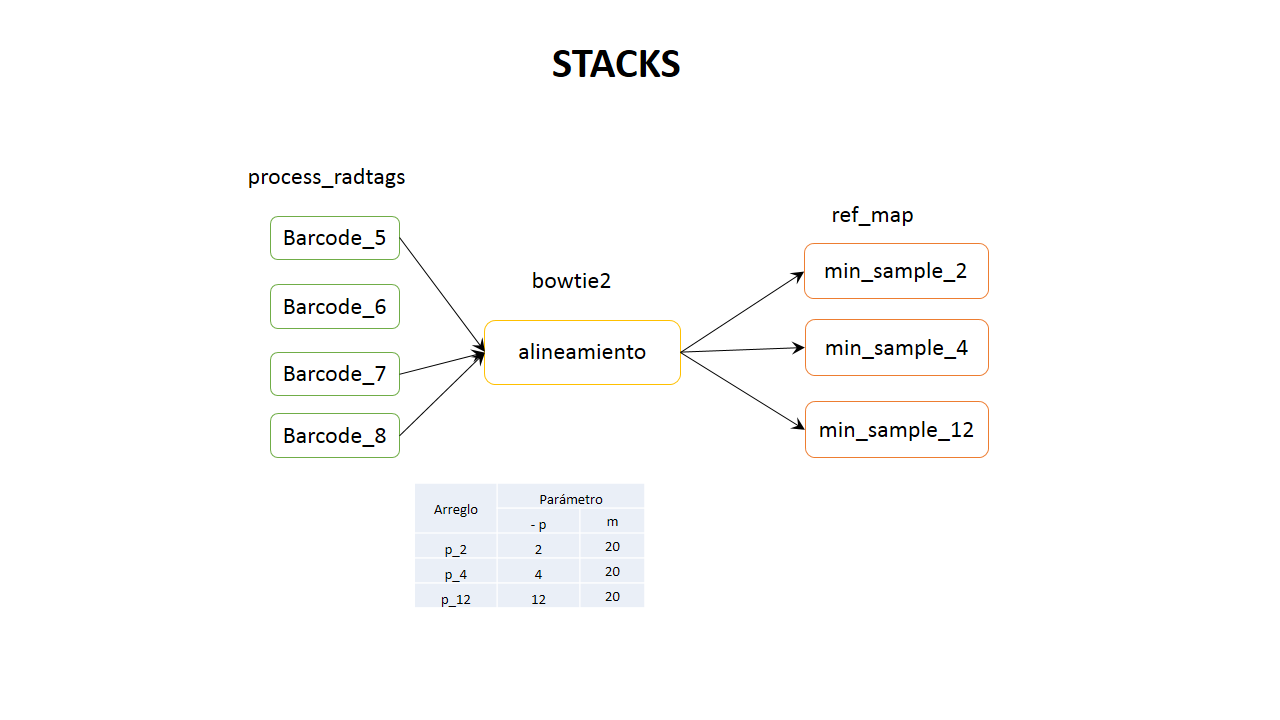 STACKS
process_radtags
Barcode_5
Barcode_6
Barcode_7
Barcode_8
bowtie2
alineamiento
ref_map
min_sample_2
min_sample_4
min_sample_12
Arreglo Parámetro
- p m
p_2 2 20
p_4 4 20
p_12 12 20